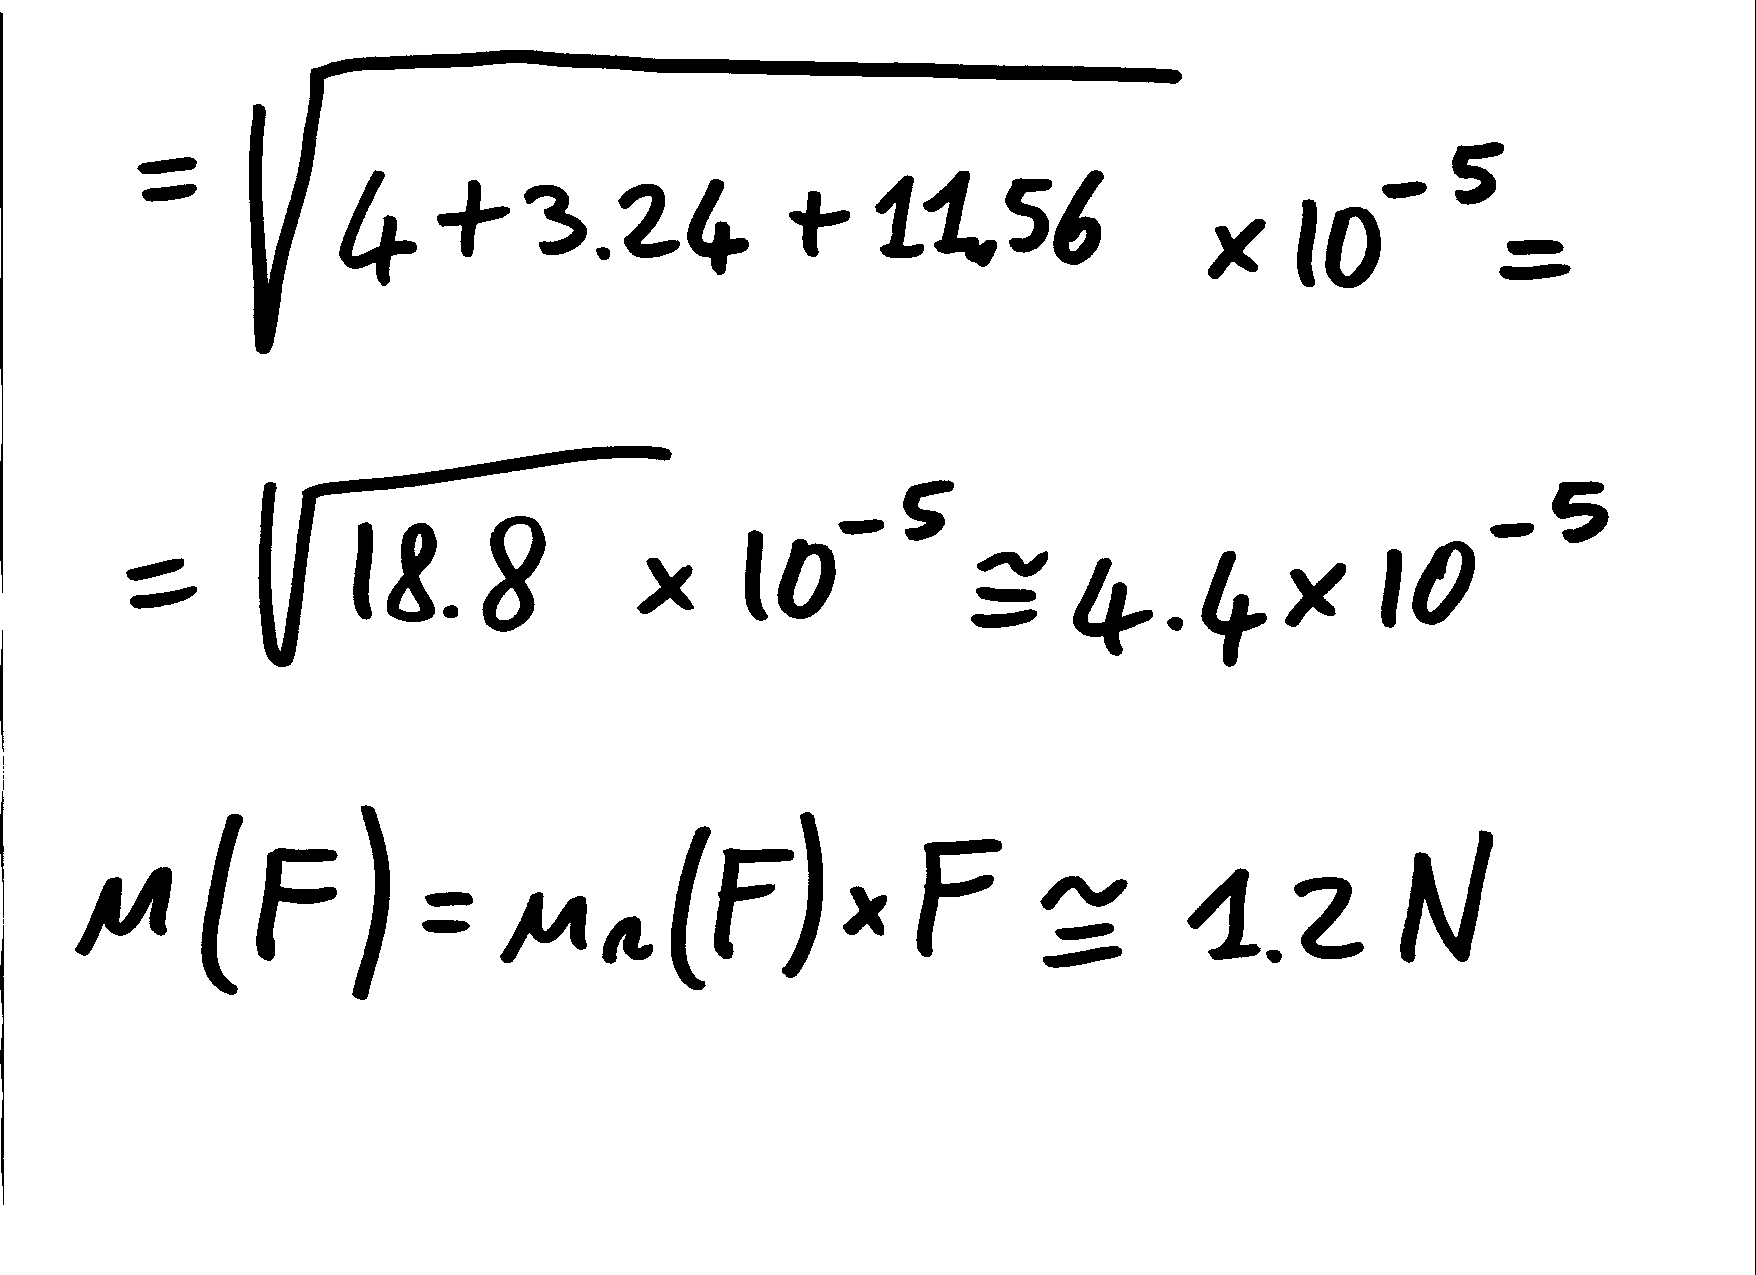 = √(4+3.24+11.56) ×10⁻⁵ =
= √18.8 ×10⁻⁵ ≅ 4.4×10⁻⁵
u(F) = uᵣ(F)×F ≅ 1.2 N